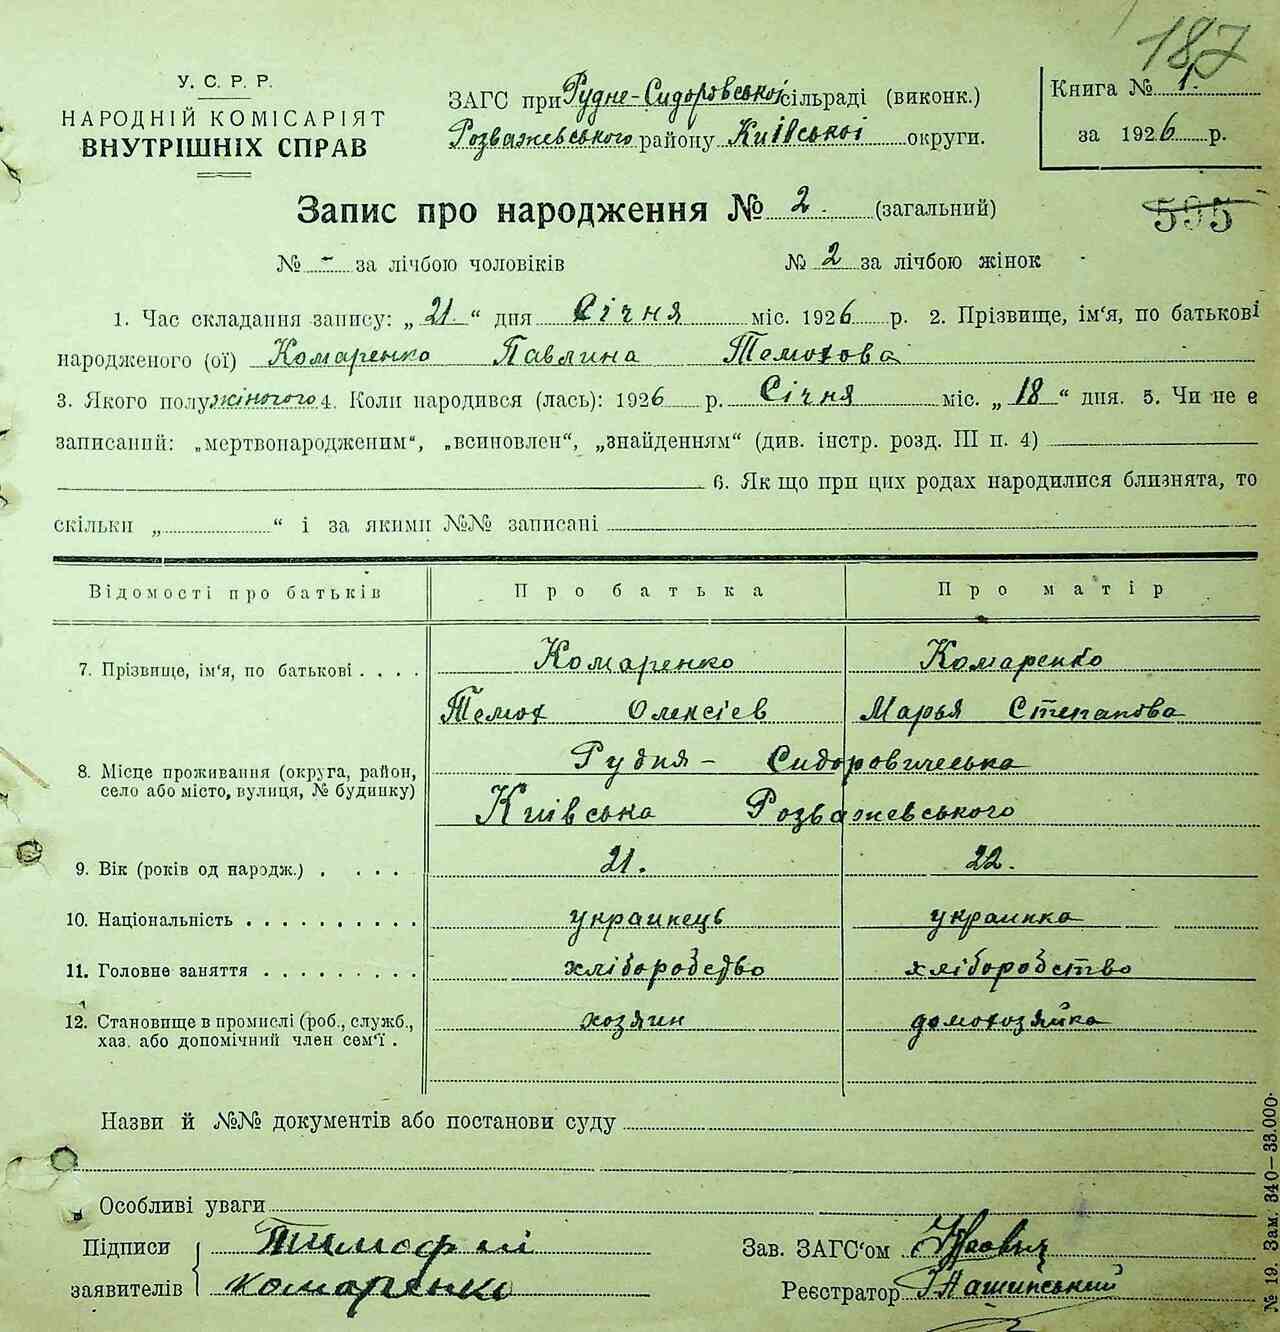 187
У. С. Р. Р.
НАРОДНІЙ КОМІСАРІЯТ
ВНУТРІШНІХ СПРАВ
ЗАГС при Рудне-Сидоровської сільраді (виконк.)
Розважевського району Київської округи.
Книга № 1.
за 1926 р.
Запис про народження № 2. (загальний)
595
№ - за лічбою чоловіків № 2 за лічбою жінок
1. Час складання запису: „21" дня Січня міс. 1926 р. 2. Прізвище, ім'я, по батькові
народженого (ої) Комаренко Павлина Темохова
3. Якого полу жіногого 4. Коли народився (лась): 1926 р. Січня міс. „18" дня. 5. Чи не є
записаний: „мертвонародженим", „всиновлен", „знайденням" (див. інстр. розд. III п. 4)
6. Як що при цих родах народилися близнята, то
скільки „ " і за якими №№ записані
Відомості про батьків Про батька Про матір
7. Прізвище, ім'я, по батькові . . . . Комаренко Комаренко
Темох Олексієв Марья Степанова
8. Місце проживання (округа, район, село або місто, вулиця, № будинку) Рудня - Сидоровичеська
Київська Розважевського
9. Вік (років од народж.) . . . . 21. 22.
10. Національність . . . . . . . . . . украинець украинка
11. Головне заняття . . . . . . . . . хліборобство хліборобство
12. Становище в промислі (роб., служб., хаз. або допомічний член сем'ї . хозяин домохозяйка
Назви й №№ документів або постанови суду
Особливі уваги
Підписи заявителів Тимофий
Комаренко
Зав. ЗАГС'ом
Реєстратор
№ 19. Зам. 340—33.000.